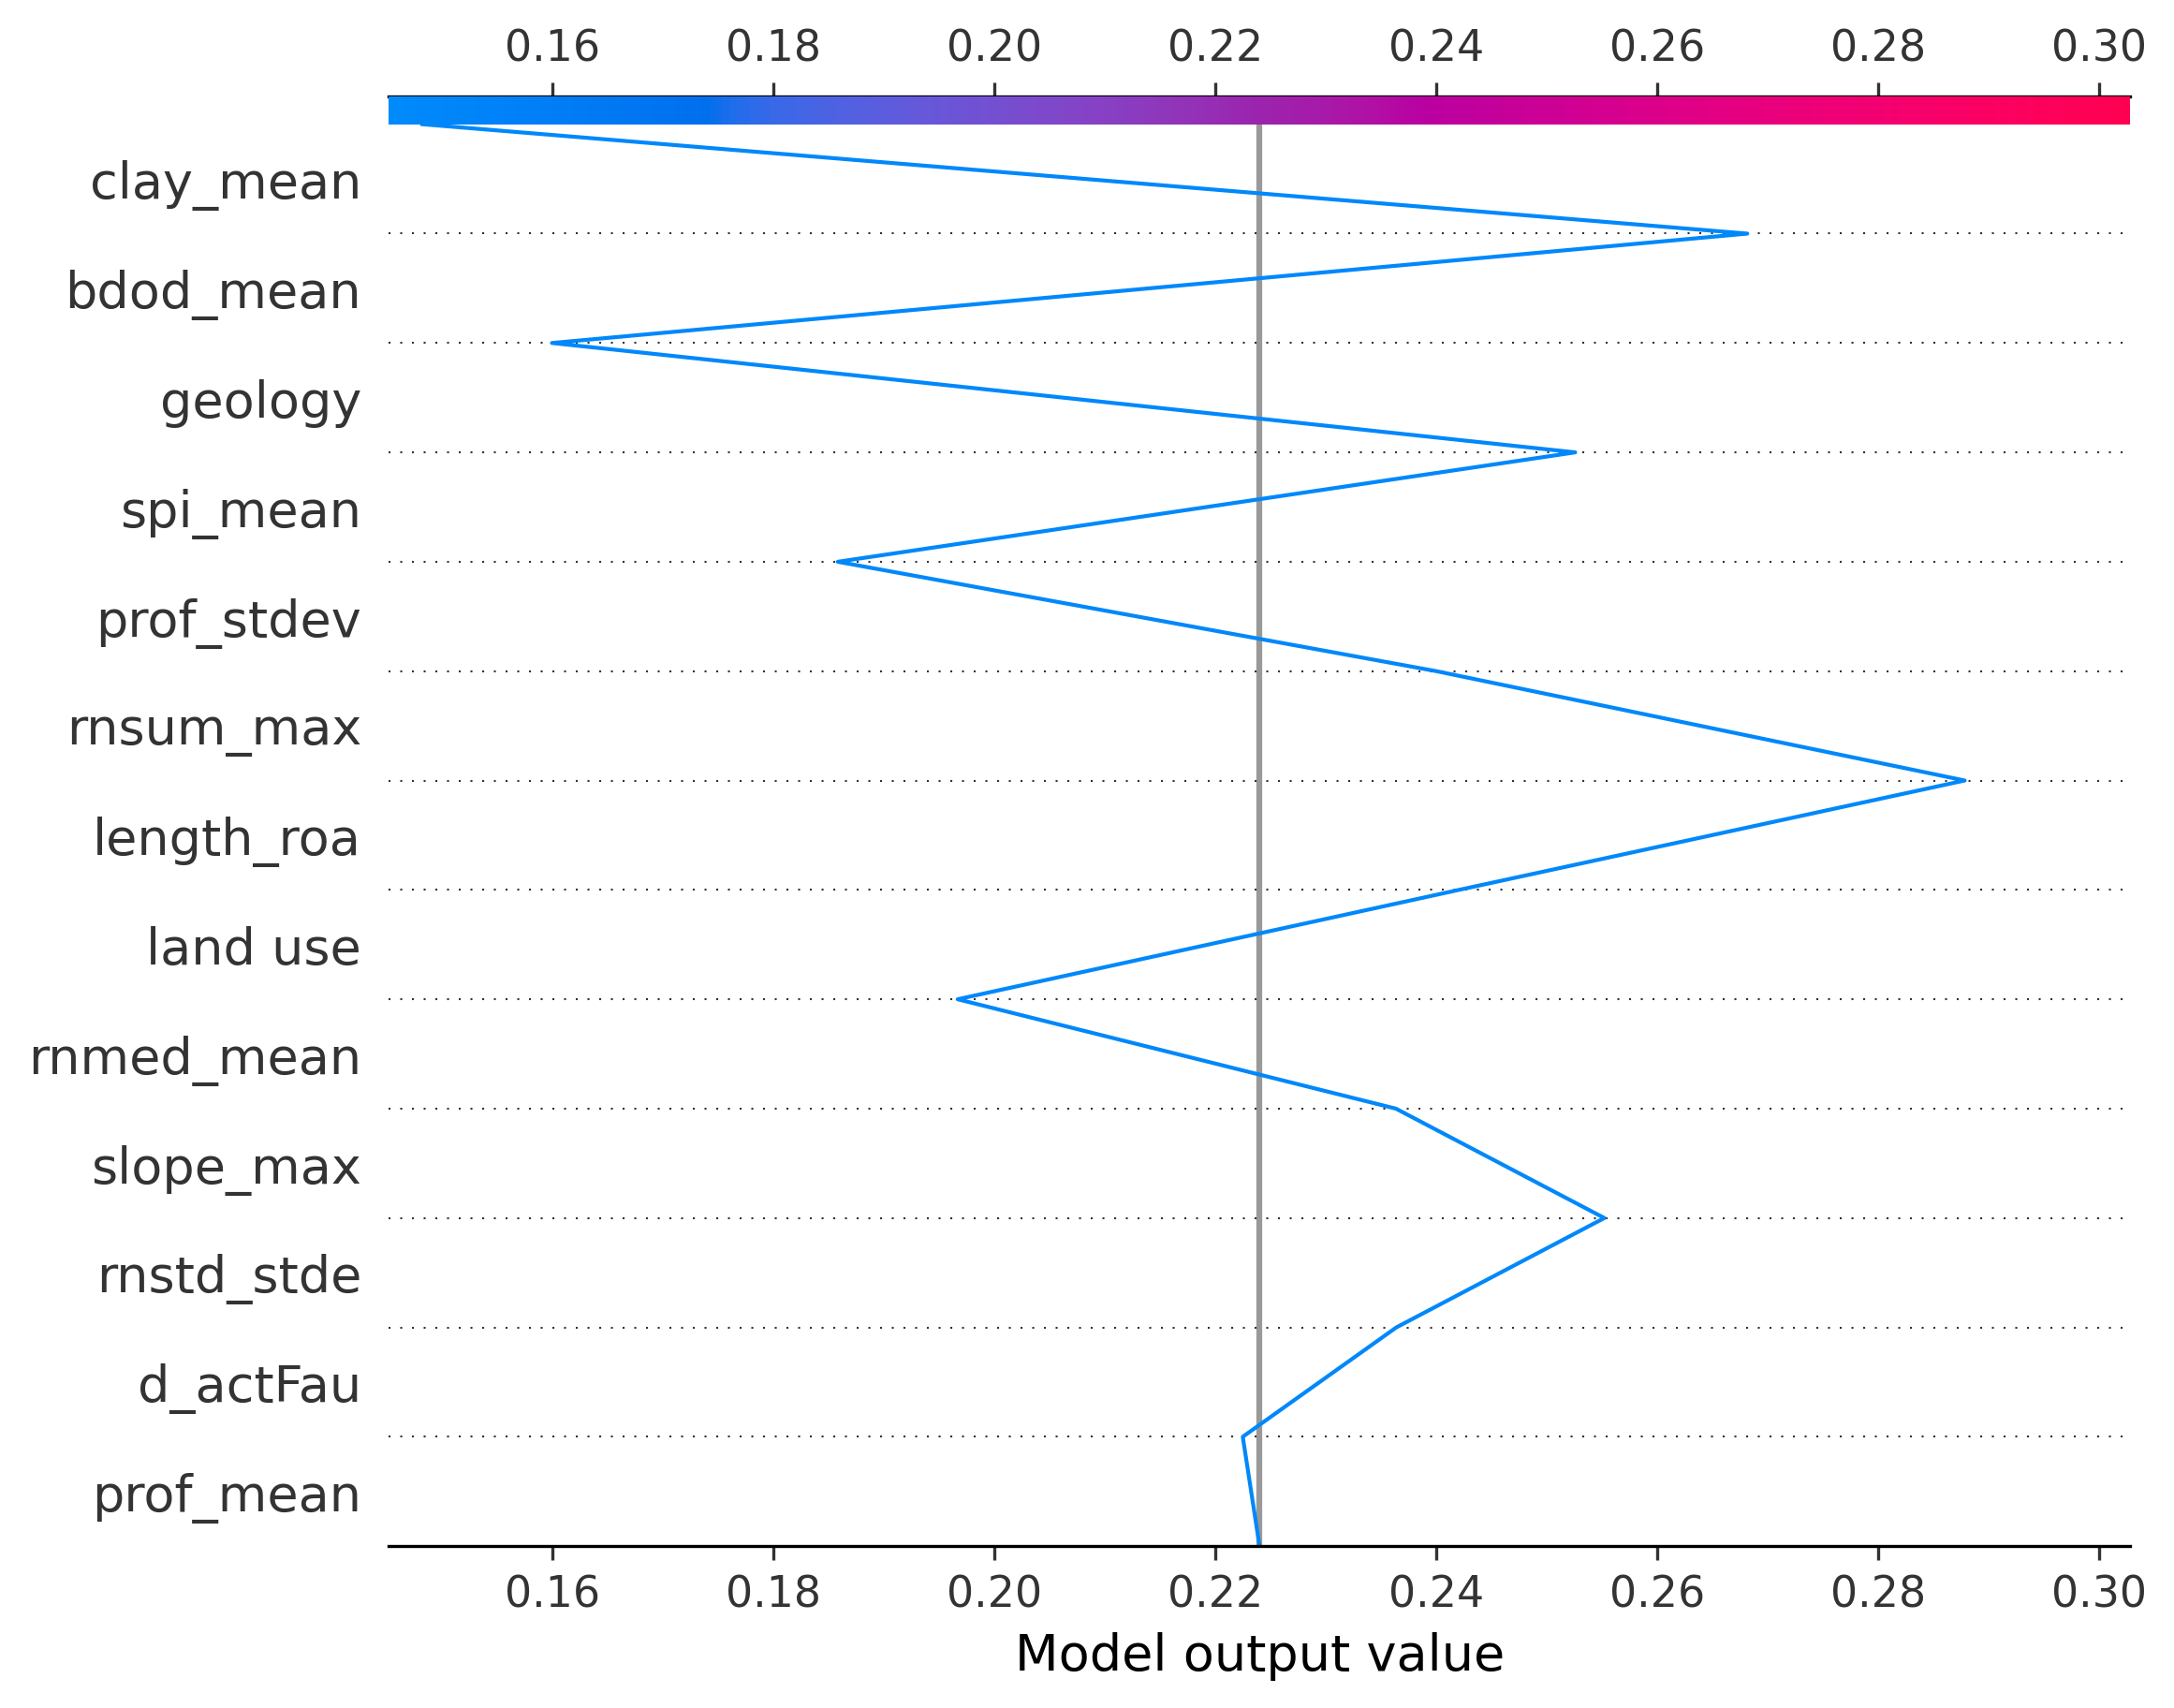 0.16 0.18 0.20 0.22 0.24 0.26 0.28 0.30
clay_mean
bdod_mean
geology
spi_mean
prof_stdev
rnsum_max
length_roa
land use
rnmed_mean
slope_max
rnstd_stde
d_actFau
prof_mean
0.16 0.18 0.20 0.22 0.24 0.26 0.28 0.30
Model output value